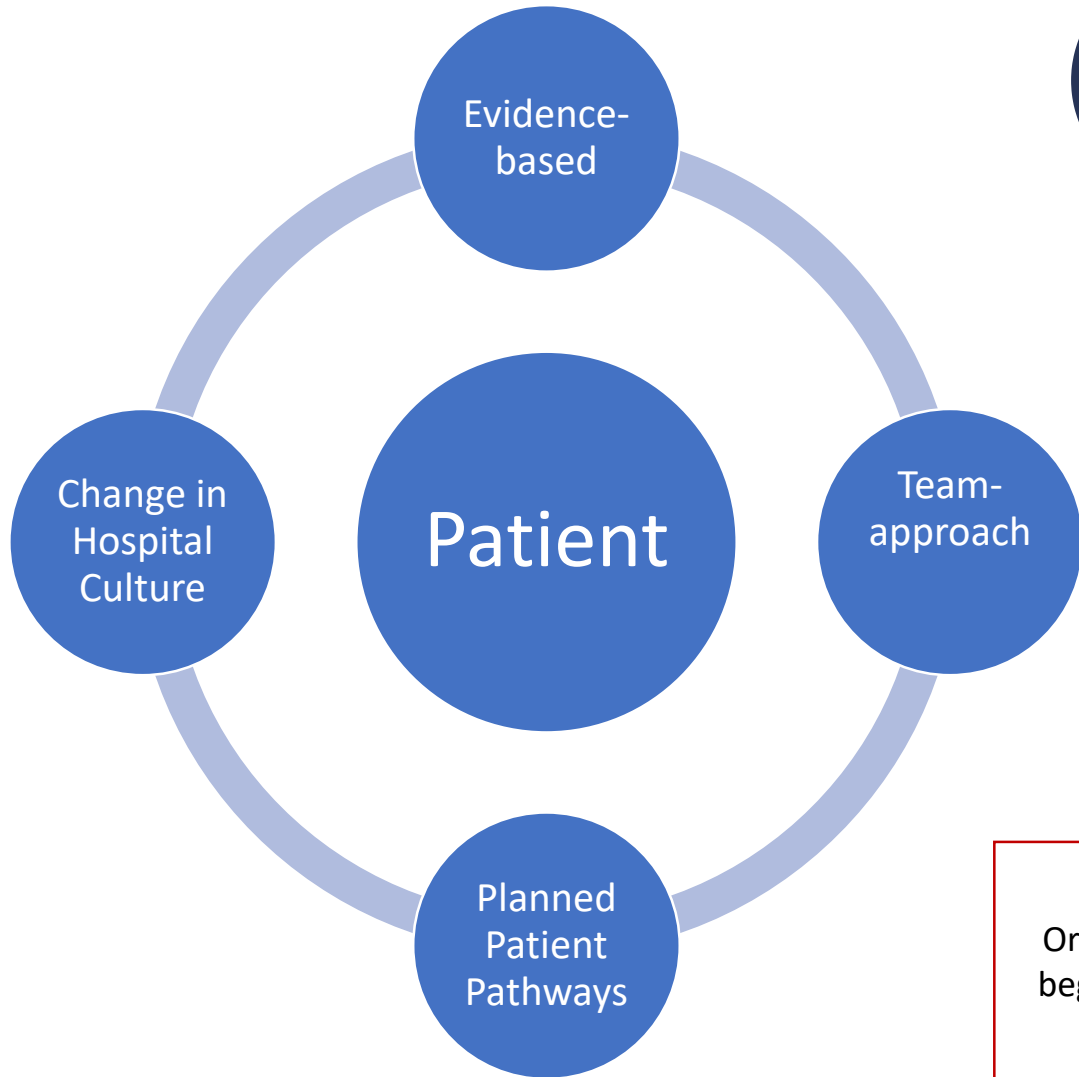 Evidence-
based
Change in
Hospital
Culture
Patient
Team-
approach
Planned
Patient
Pathways